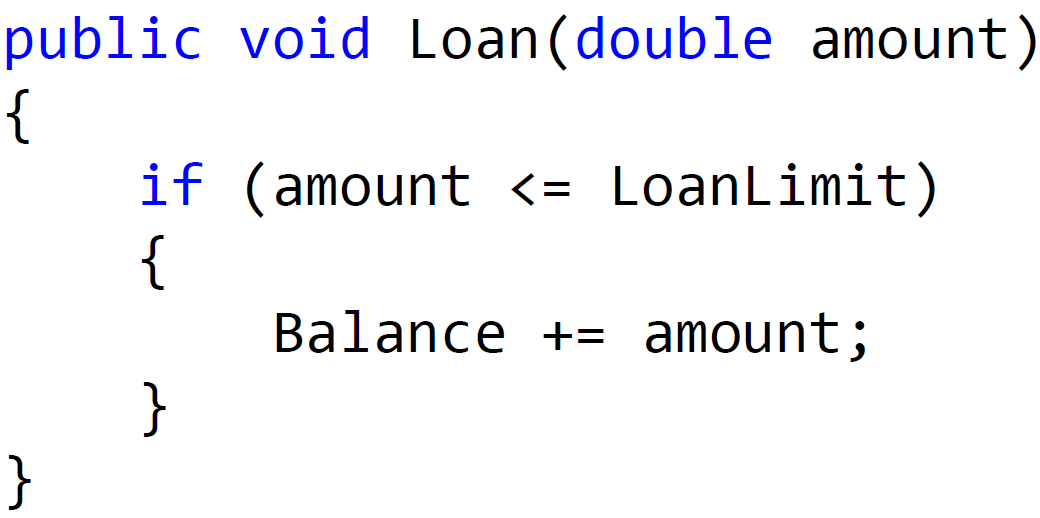 public void Loan(double amount)
{
    if (amount <= LoanLimit)
    {
        Balance += amount;
    }
}